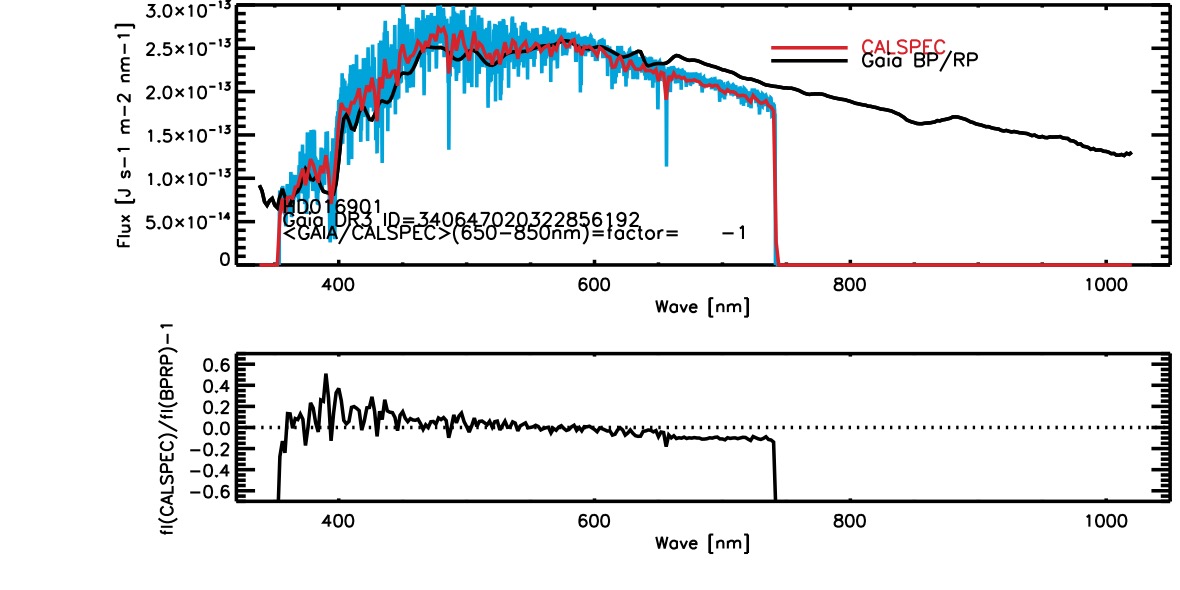 3.0×10−13
2.5×10−13
2.0×10−13
1.5×10−13
1.0×10−13
5.0×10−14
0
Flux [J s−1 m−2 nm−1]
CALSPEC
Gaia BP/RP
HD016901
Gaia DR3 ID=340647020322856192
<GAIA/CALSPEC>(650−850nm)=factor= −1
400 600 800 1000
Wave [nm]
0.6
0.4
0.2
0.0
−0.2
−0.4
−0.6
fl(CALSPEC)/fl(BPRP)−1
400 600 800 1000
Wave [nm]